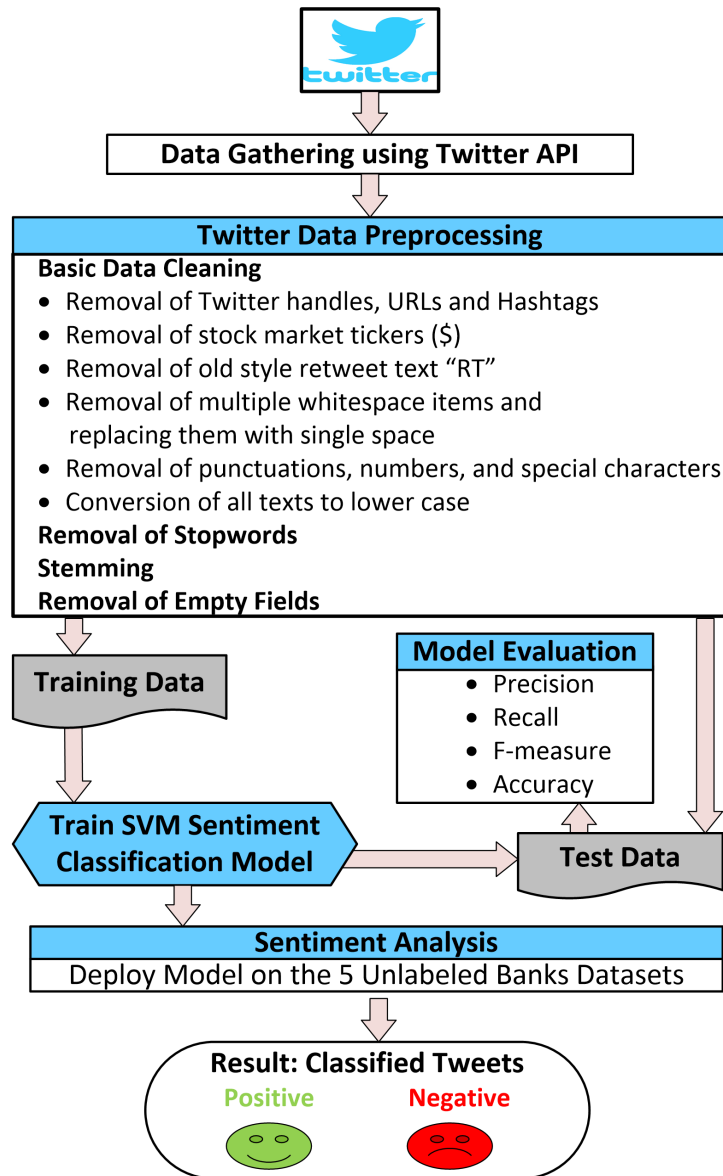 twitter
Data Gathering using Twitter API
Twitter Data Preprocessing
Basic Data Cleaning
• Removal of Twitter handles, URLs and Hashtags
• Removal of stock market tickers ($)
• Removal of old style retweet text “RT”
• Removal of multiple whitespace items and
replacing them with single space
• Removal of punctuations, numbers, and special characters
• Conversion of all texts to lower case
Removal of Stopwords
Stemming
Removal of Empty Fields
Training Data
Model Evaluation
• Precision
• Recall
• F-measure
• Accuracy
Train SVM Sentiment
Classification Model
Test Data
Sentiment Analysis
Deploy Model on the 5 Unlabeled Banks Datasets
Result: Classified Tweets
Positive
Negative